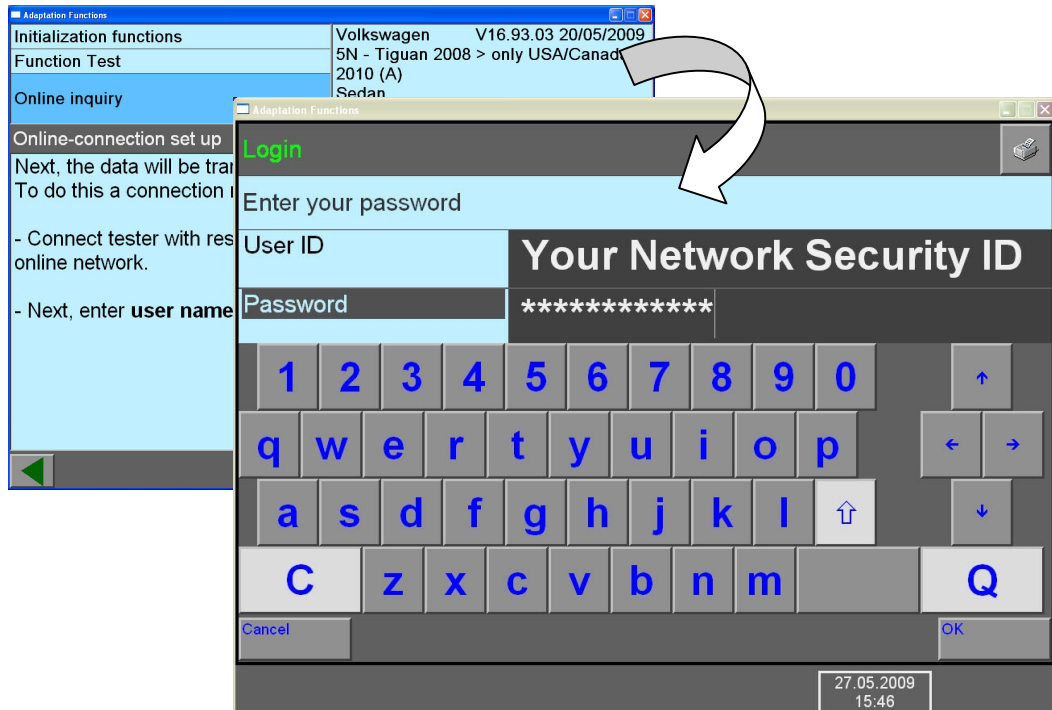 Adaptation Functions
Initialization functions
Function Test
Online inquiry
Volkswagen V16.93.03 20/05/2009
5N - Tiguan 2008 > only USA/Canad
2010 (A)
Sedan
Online-connection set up
Next, the data will be tra
To do this a connection
- Connect tester with res
online network.
- Next, enter user name
Adaptation Functions
Login
Enter your password
User ID
Your Network Security ID
Password
************
1 2 3 4 5 6 7 8 9 0
q w e r t y u i o p
a s d f g h j k l
C z x c v b n m Q
Cancel
OK
27.05.2009
15:46